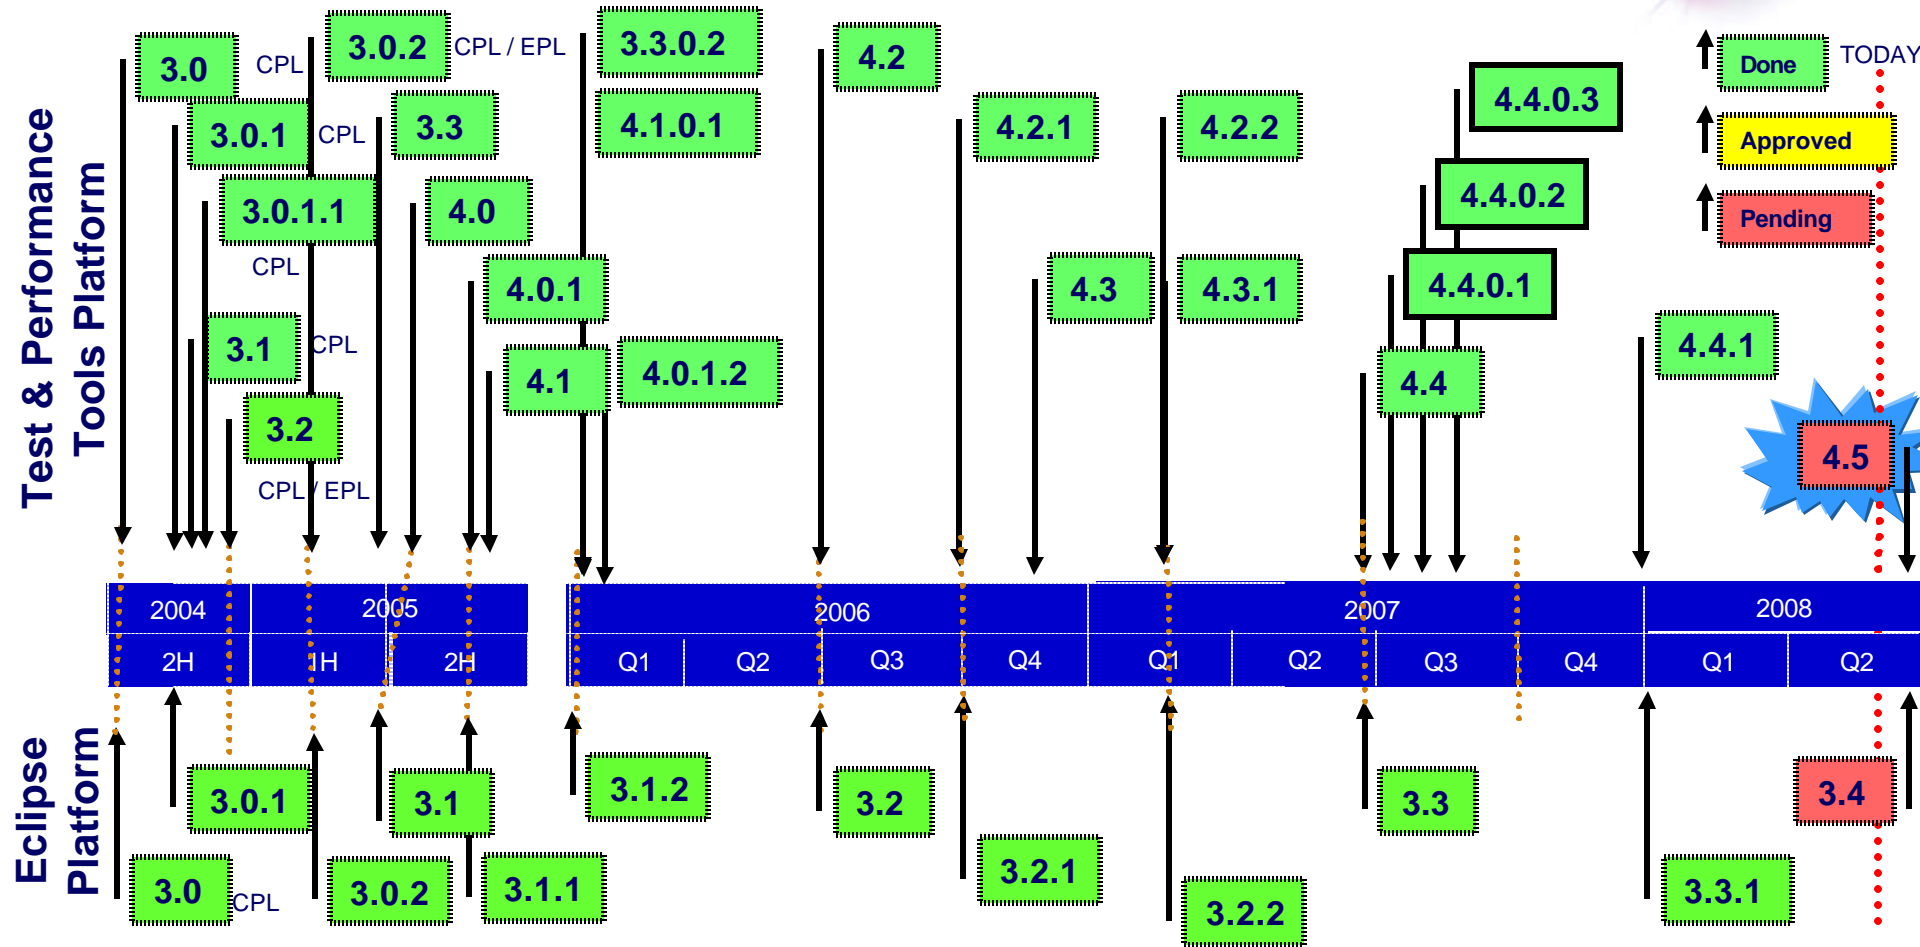 3.0
CPL
3.0.2
CPL / EPL
3.3.0.2
4.2
Done
TODAY
3.0.1
CPL
3.3
4.1.0.1
4.2.1
4.2.2
4.4.0.3
Approved
3.0.1.1
CPL
4.0
4.4.0.2
Pending
4.0.1
4.3
4.3.1
4.4.0.1
3.1
CPL
4.1
4.0.1.2
4.4
4.4.1
3.2
CPL / EPL
4.5
Test & Performance
Tools Platform
2004
2005
2006
2007
2008
2H
1H
2H
Q1
Q2
Q3
Q4
Q1
Q2
Q3
Q4
Q1
Q2
Eclipse
Platform
3.0.1
3.1
3.1.2
3.2
3.3
3.4
3.0
CPL
3.0.2
3.1.1
3.2.1
3.2.2
3.3.1